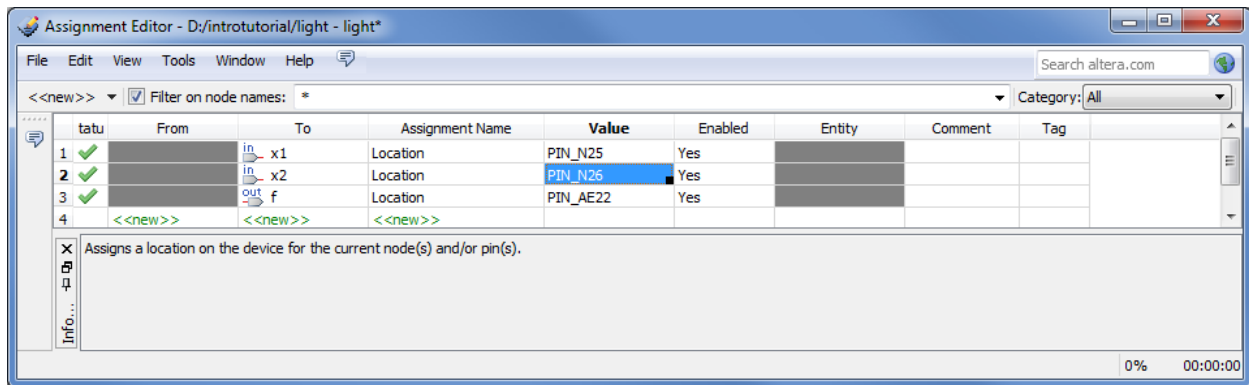 Assignment Editor - D:/introtutorial/light - light*
File Edit View Tools Window Help Search altera.com
<<new>> Filter on node names: * Category: All
tatu From To Assignment Name Value Enabled Entity Comment Tag
1 in x1 Location PIN_N25 Yes
2 in x2 Location PIN_N26 Yes
3 out f Location PIN_AE22 Yes
4 <<new>> <<new>> <<new>>
Assigns a location on the device for the current node(s) and/or pin(s).
Info...
0% 00:00:00